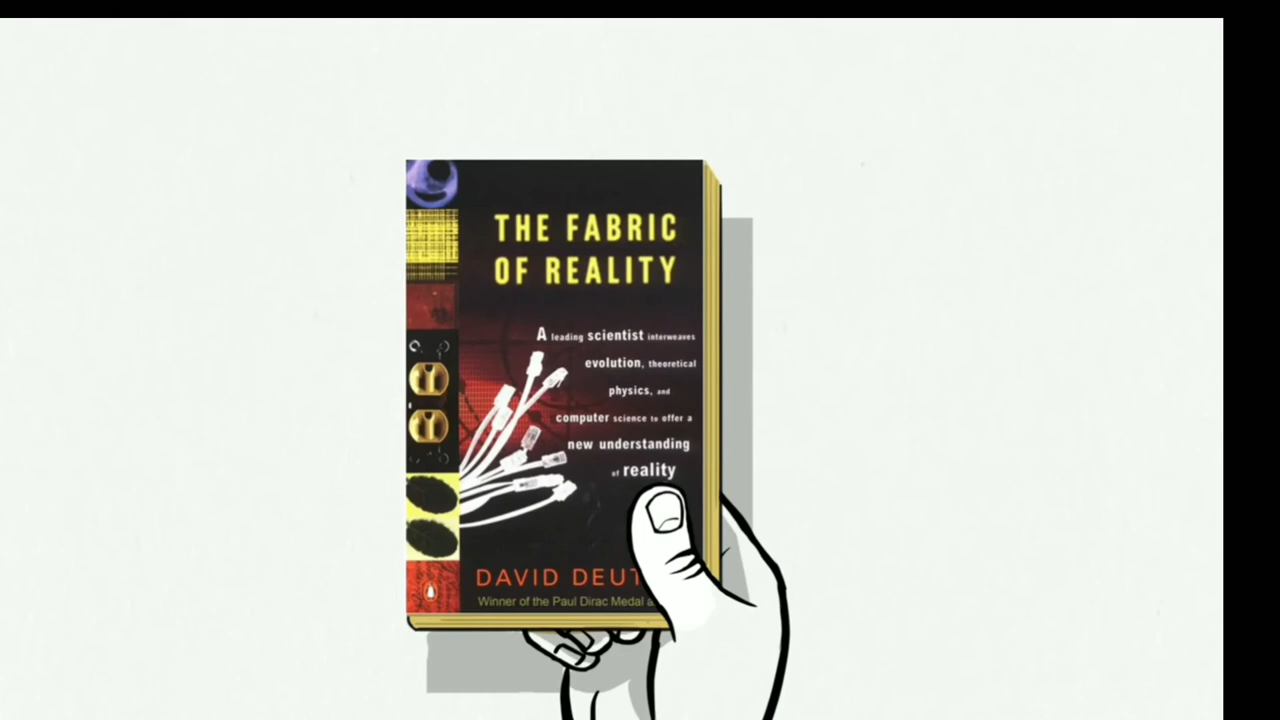 THE FABRIC
OF REALITY
A leading scientist interweaves
evolution, theoretical
physics, and
computer science to offer a
new understanding
of reality
DAVID DEUT
Winner of the Paul Dirac Medal a